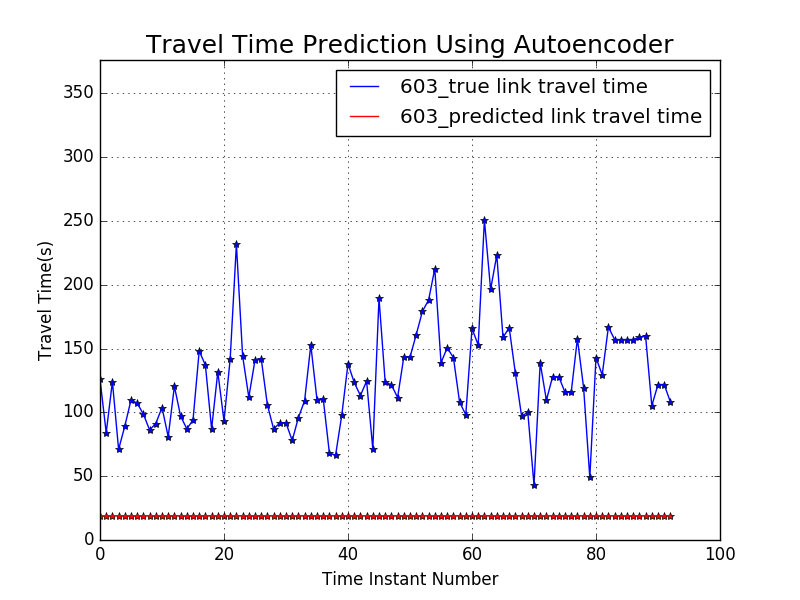 Travel Time Prediction Using Autoencoder
603_true link travel time
603_predicted link travel time
350
300
250
200
150
100
50
0
Travel Time(s)
0 20 40 60 80 100
Time Instant Number